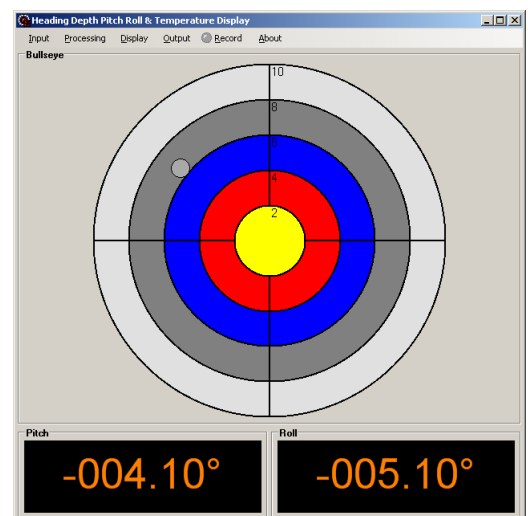 Heading Depth Pitch Roll & Temperature Display
Input Processing Display Output Record About
Bullseye
10
8
6
4
2
Pitch
Roll
-004.10°
-005.10°